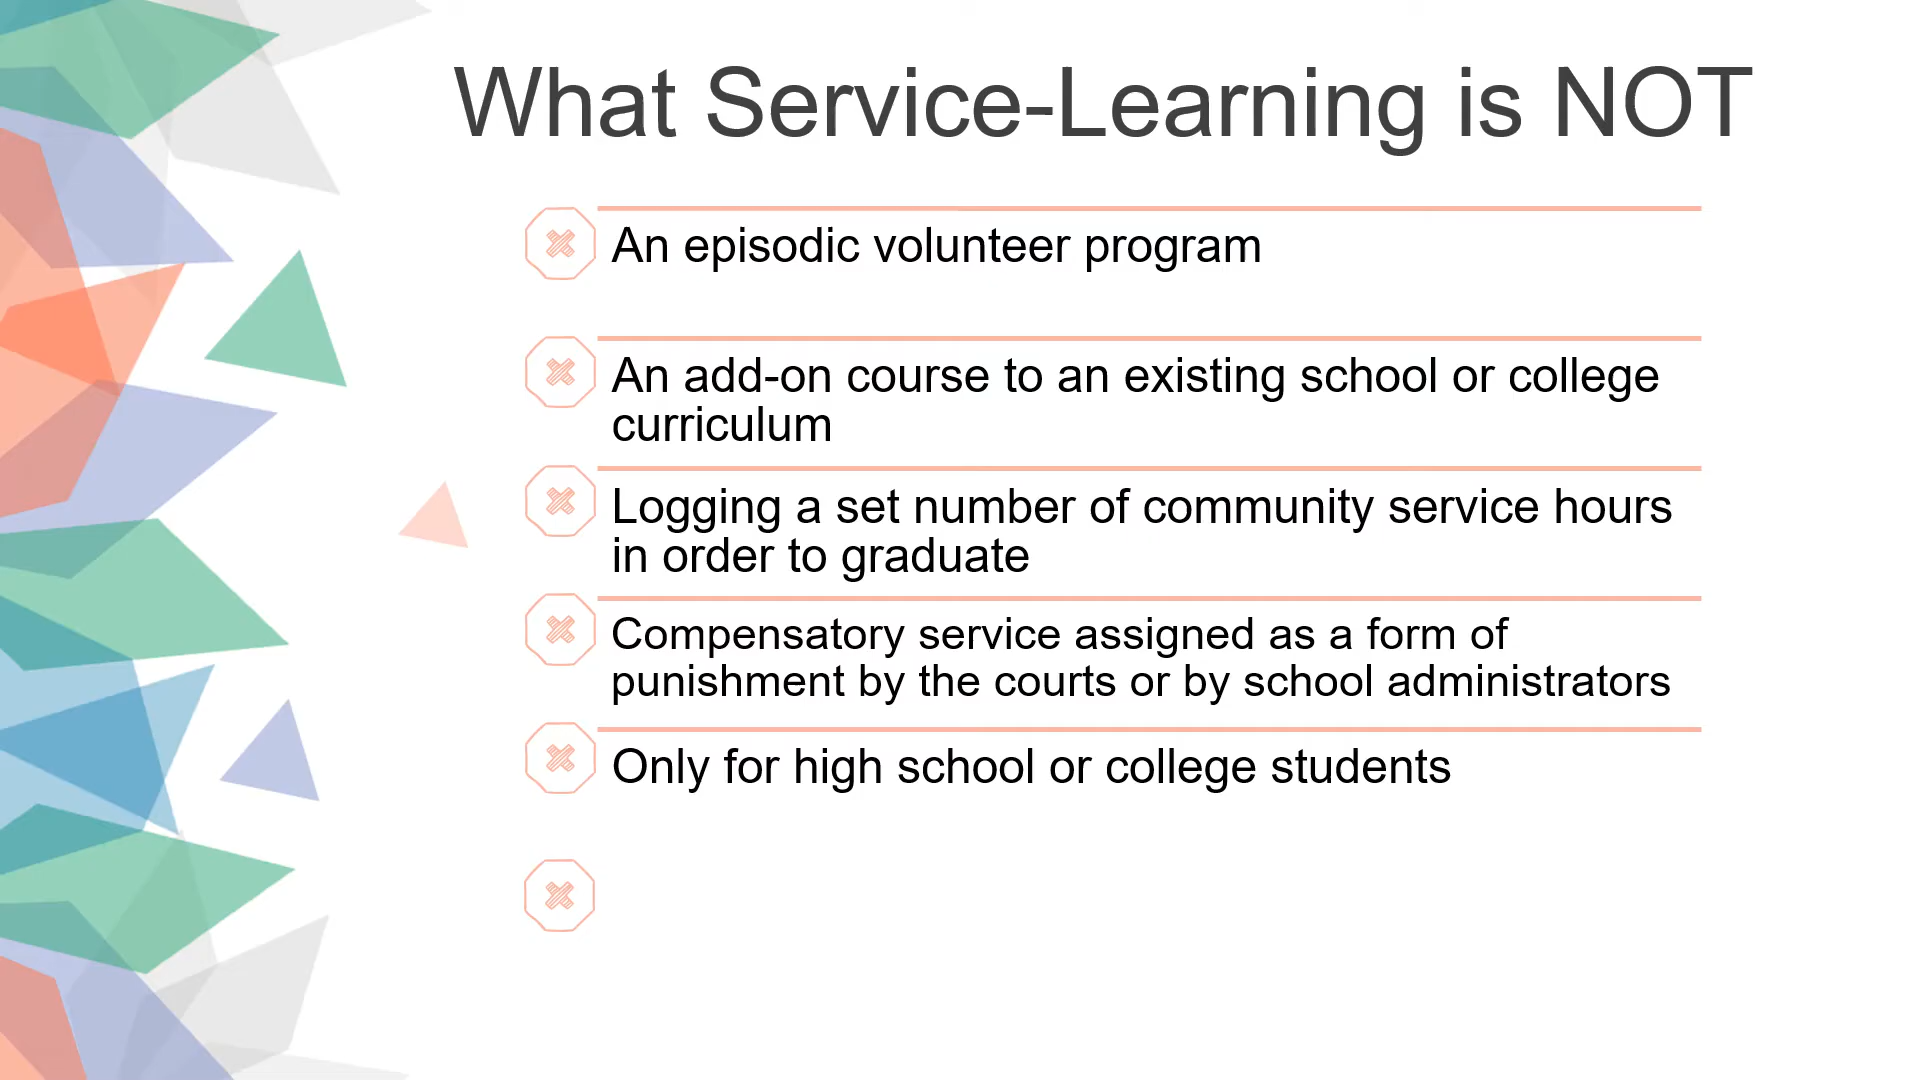 What Service-Learning is NOT
An episodic volunteer program
An add-on course to an existing school or college
curriculum
Logging a set number of community service hours
in order to graduate
Compensatory service assigned as a form of
punishment by the courts or by school administrators
Only for high school or college students